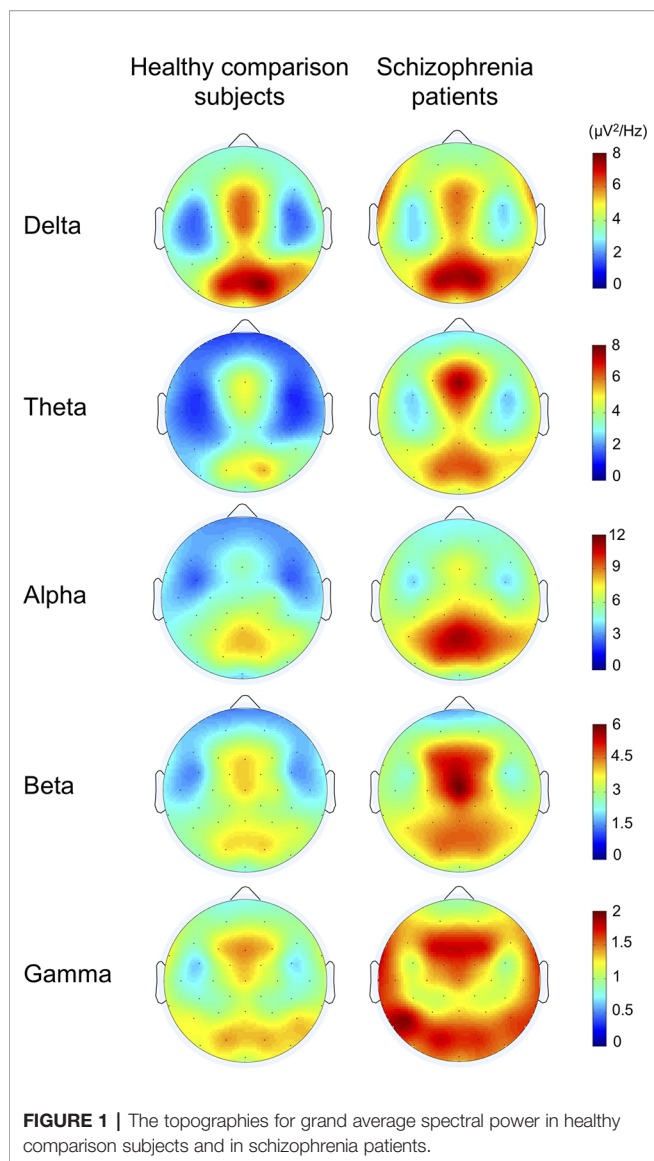 Healthy comparison
subjects
Schizophrenia
patients
(µV²/Hz)
Delta
8
6
4
2
0
Theta
8
6
4
2
0
Alpha
12
9
6
3
0
Beta
6
4.5
3
1.5
0
Gamma
2
1.5
1
0.5
0
FIGURE 1 | The topographies for grand average spectral power in healthy
comparison subjects and in schizophrenia patients.